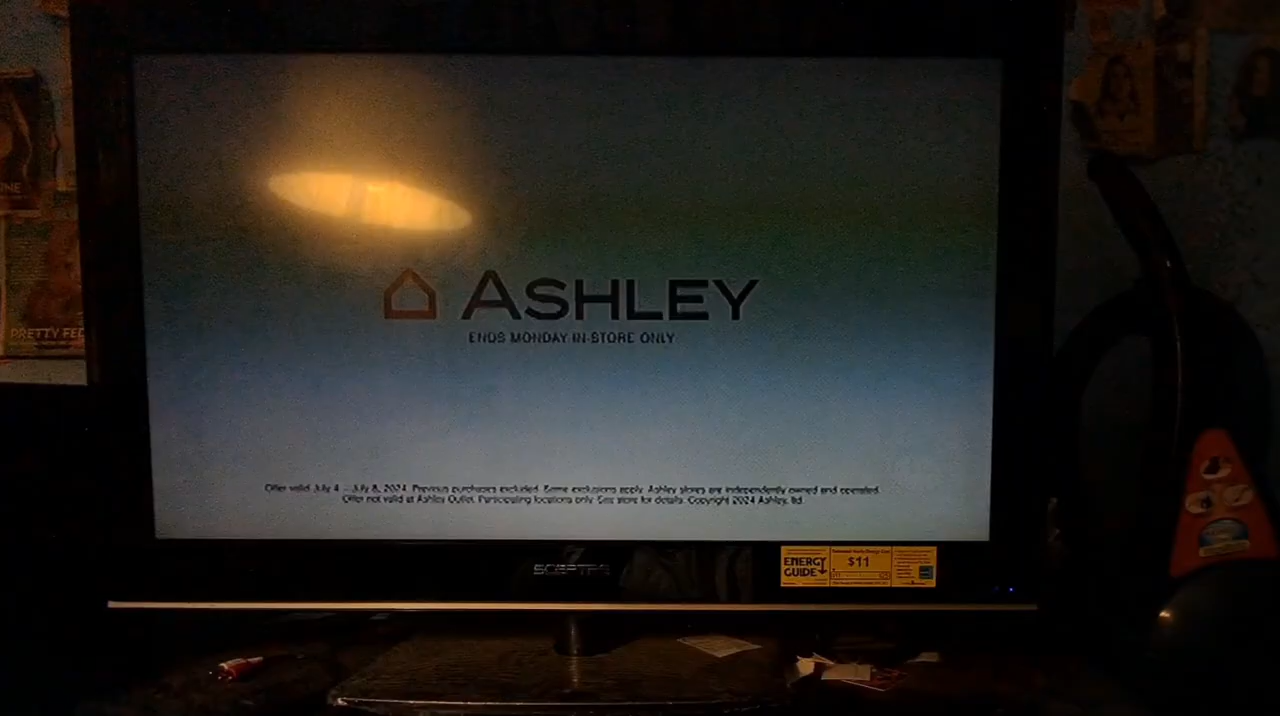 ASHLEY
ENDS MONDAY IN-STORE ONLY
Offer valid July 4 - July 8, 2024. Previous purchases excluded. Some exclusions apply. Ashley stores are independently owned and operated.
Offer not valid at Ashley Outlet. Participating locations only. See store for details. Copyright 2024 Ashley, ltd.
SCEPTRE
ENERGY
GUIDE
$11
PRETTY